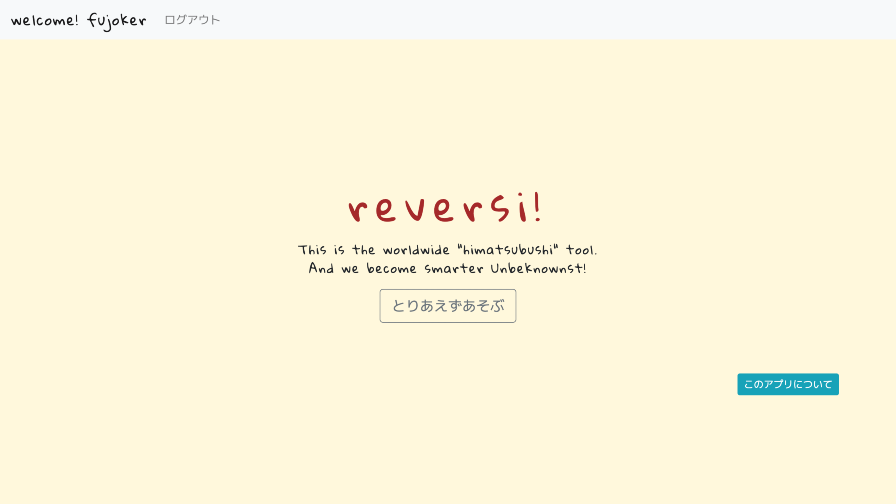 welcome! fujoker ログアウト
reversi!
This is the worldwide "himatsubushi" tool.
And we become smarter Unbeknownst!
とりあえずあそぶ
このアプリについて